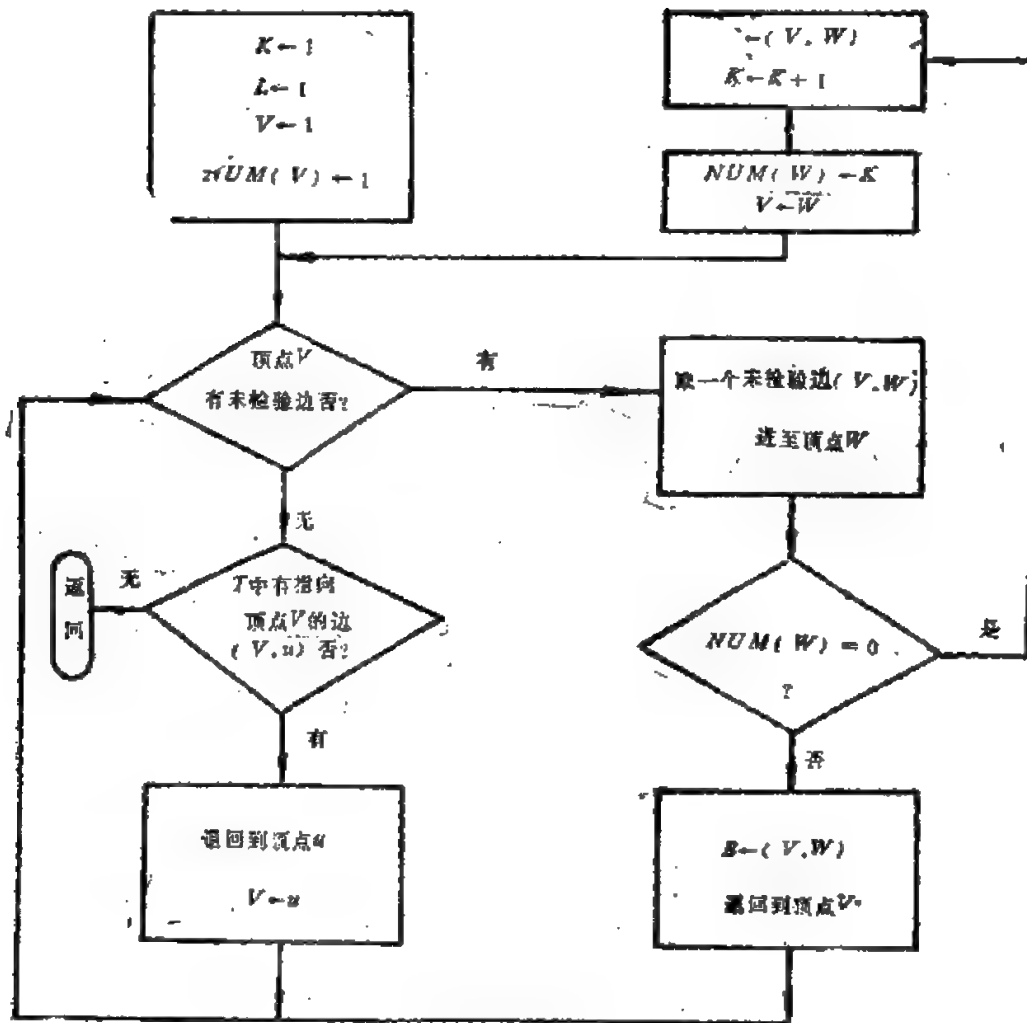 K←1
L←1
V←1
NUM(V)←1
←(V,W)
K←K+1
NUM(W)←K
V←W
顶点V
有未检验边否?
有
取一个未检验边(V,W)
进至顶点W
无
T中有指向
顶点V的边
(V,u)否?
无
返
回
有
退回到顶点u
V←u
NUM(W)=0
?
是
否
B←(V,W)
退回到顶点V